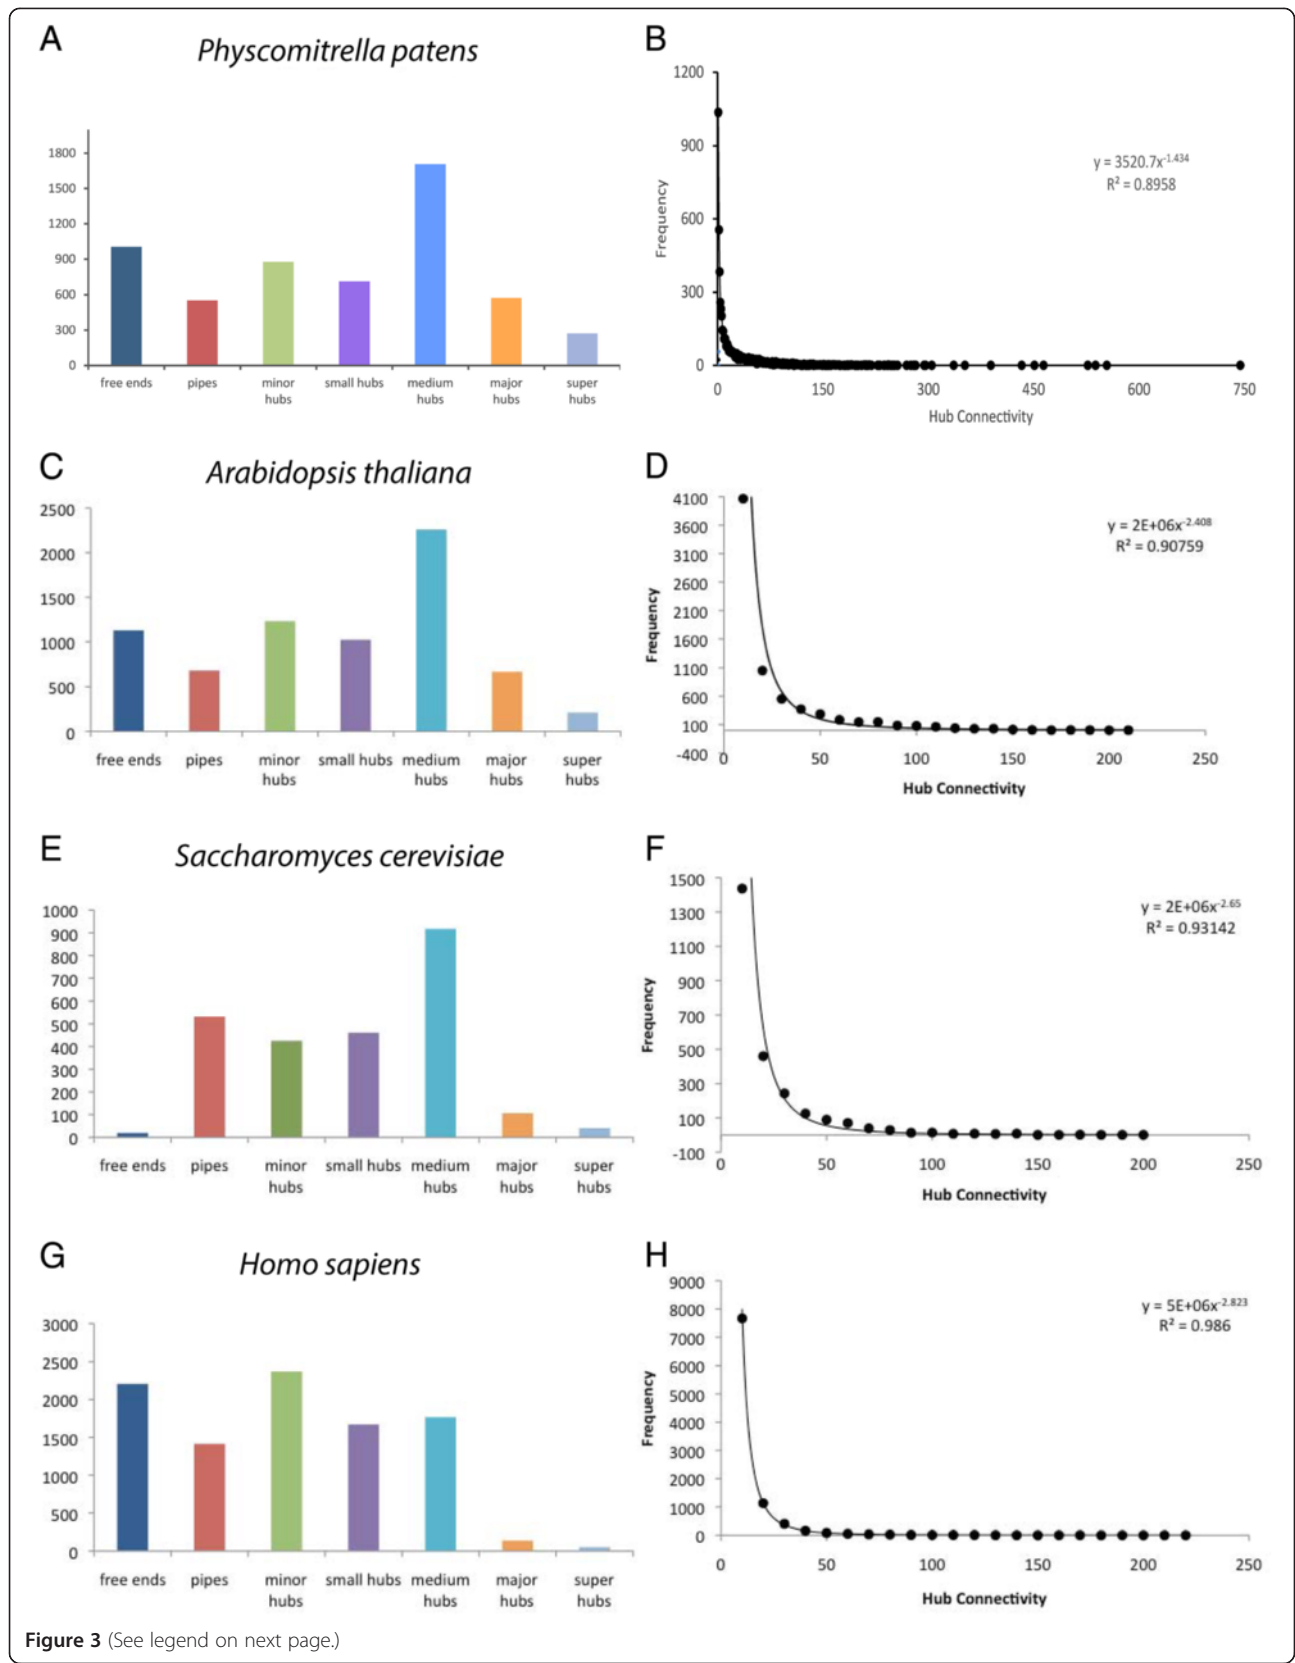 A
Physcomitrella patens
1800
1500
1200
900
600
300
0
free ends
pipes
minor
hubs
small hubs
medium
hubs
major
hubs
super
hubs
B
1200
900
600
300
0
Frequency
y = 3520.7x-1.434
R² = 0.8958
0
150
300
450
600
750
Hub Connectivity
C
Arabidopsis thaliana
2500
2000
1500
1000
500
0
free ends
pipes
minor
hubs
small hubs
medium
hubs
major
hubs
super
hubs
D
4100
3600
3100
2600
2100
1600
1100
600
100
-400
Frequency
y = 2E+06x-2.408
R² = 0.90759
0
50
100
150
200
250
Hub Connectivity
E
Saccharomyces cerevisiae
1000
900
800
700
600
500
400
300
200
100
0
free ends
pipes
minor
hubs
small hubs
medium
hubs
major
hubs
super
hubs
F
1500
1300
1100
900
700
500
300
100
-100
Frequency
y = 2E+06x-2.65
R² = 0.93142
0
50
100
150
200
250
Hub Connectivity
G
Homo sapiens
3000
2500
2000
1500
1000
500
0
free ends
pipes
minor
hubs
small hubs
medium
hubs
major
hubs
super
hubs
H
9000
8000
7000
6000
5000
4000
3000
2000
1000
0
Frequency
y = 5E+06x-2.823
R² = 0.986
0
50
100
150
200
250
Hub Connectivity
Figure 3 (See legend on next page.)